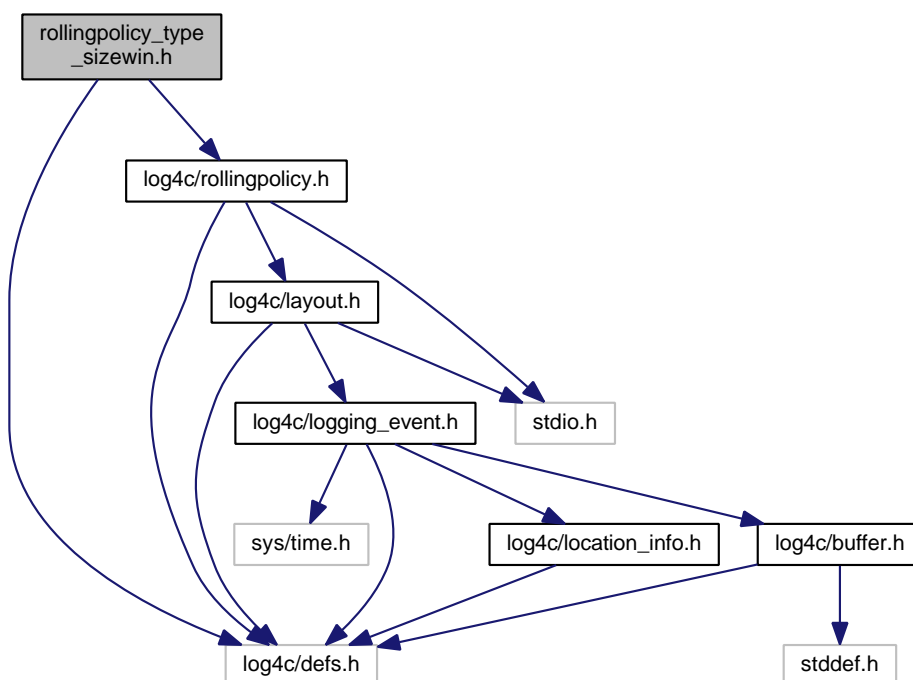 rollingpolicy_type
_sizewin.h
log4c/rollingpolicy.h
log4c/layout.h
log4c/logging_event.h
stdio.h
sys/time.h
log4c/location_info.h
log4c/buffer.h
log4c/defs.h
stddef.h